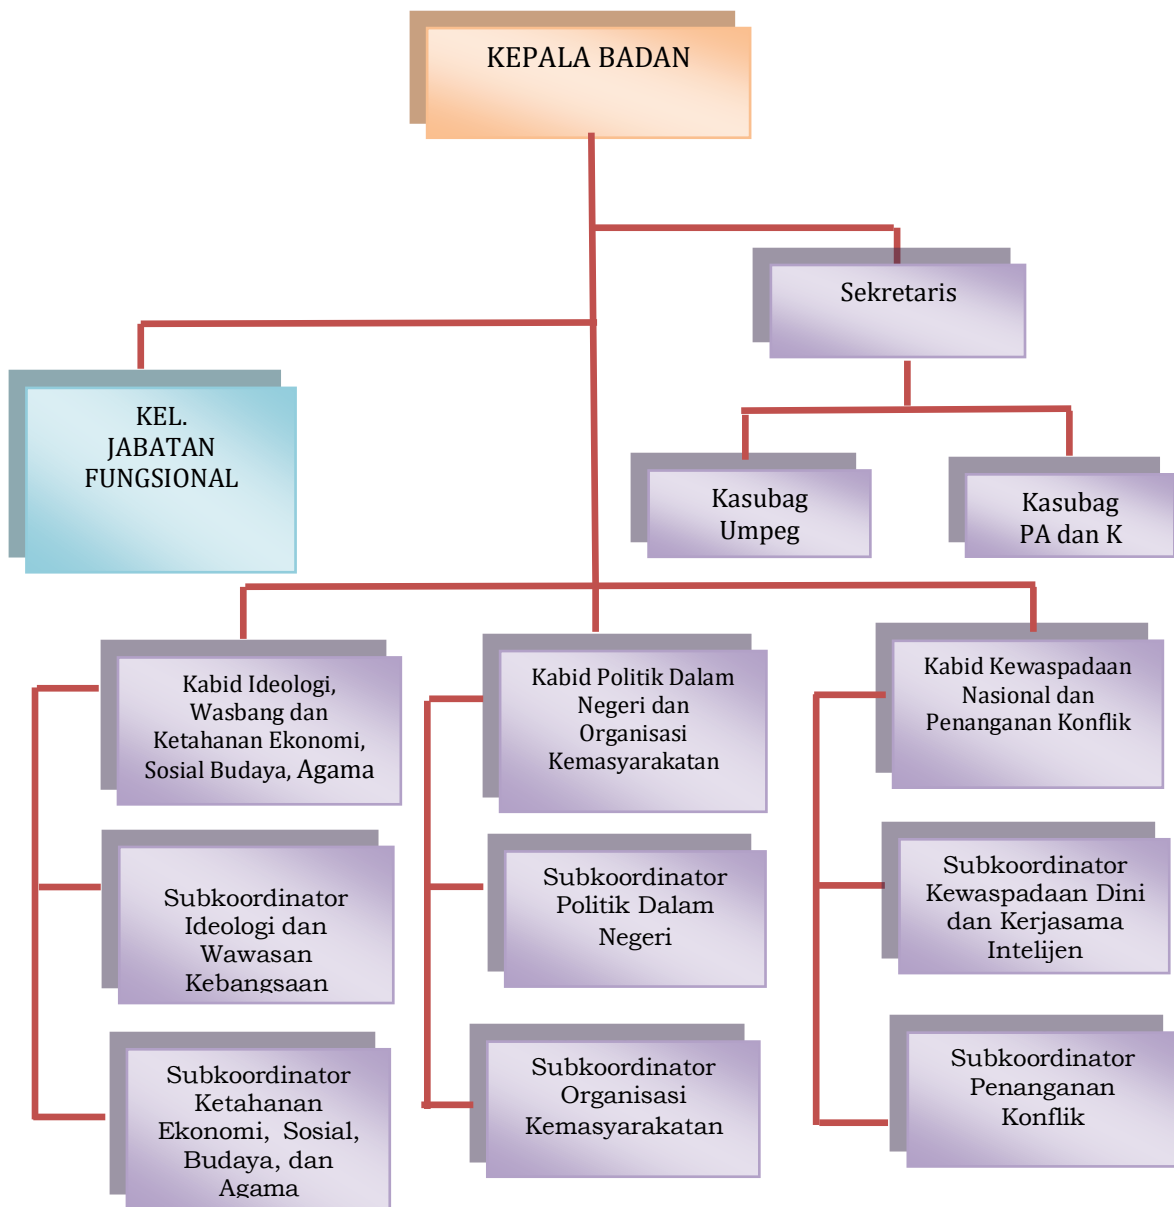 KEPALA BADAN
Sekretaris
KEL.
JABATAN
FUNGSIONAL
Kasubag
Umpeg
Kasubag
PA dan K
Kabid Ideologi,
Wasbang dan
Ketahanan Ekonomi,
Sosial Budaya, Agama
Kabid Politik Dalam
Negeri dan
Organisasi
Kemasyarakatan
Kabid Kewaspadaan
Nasional dan
Penanganan Konflik
Subkoordinator
Ideologi dan
Wawasan
Kebangsaan
Subkoordinator
Politik Dalam
Negeri
Subkoordinator
Kewaspadaan Dini
dan Kerjasama
Intelijen
Subkoordinator
Ketahanan
Ekonomi, Sosial,
Budaya, dan
Agama
Subkoordinator
Organisasi
Kemasyarakatan
Subkoordinator
Penanganan
Konflik